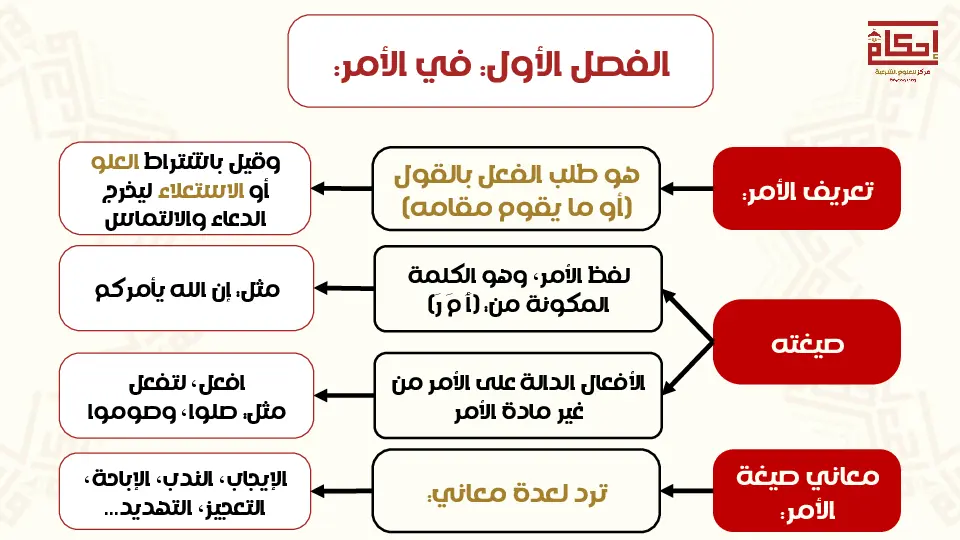 إحكام
مركز للعلوم الشرعية
الفصل الأول: في الأمر:
تعريف الأمر:
هو طلب الفعل بالقول
(أو ما يقوم مقامه)
وقيل باشتراط العلو
أو الاستعلاء ليخرج
الدعاء والالتماس
صيغته
لفظ الأمر، وهو الكلمة
المكونة من: (أ مَ رَ)
مثل: إن الله يأمركم
الأفعال الدالة على الأمر من
غير مادة الأمر
افعل، لتفعل
مثل: صلوا، وصوموا
معاني صيغة
الأمر:
ترد لعدة معاني:
الإيجاب، الندب، الإباحة،
التعجيز، التهديد...